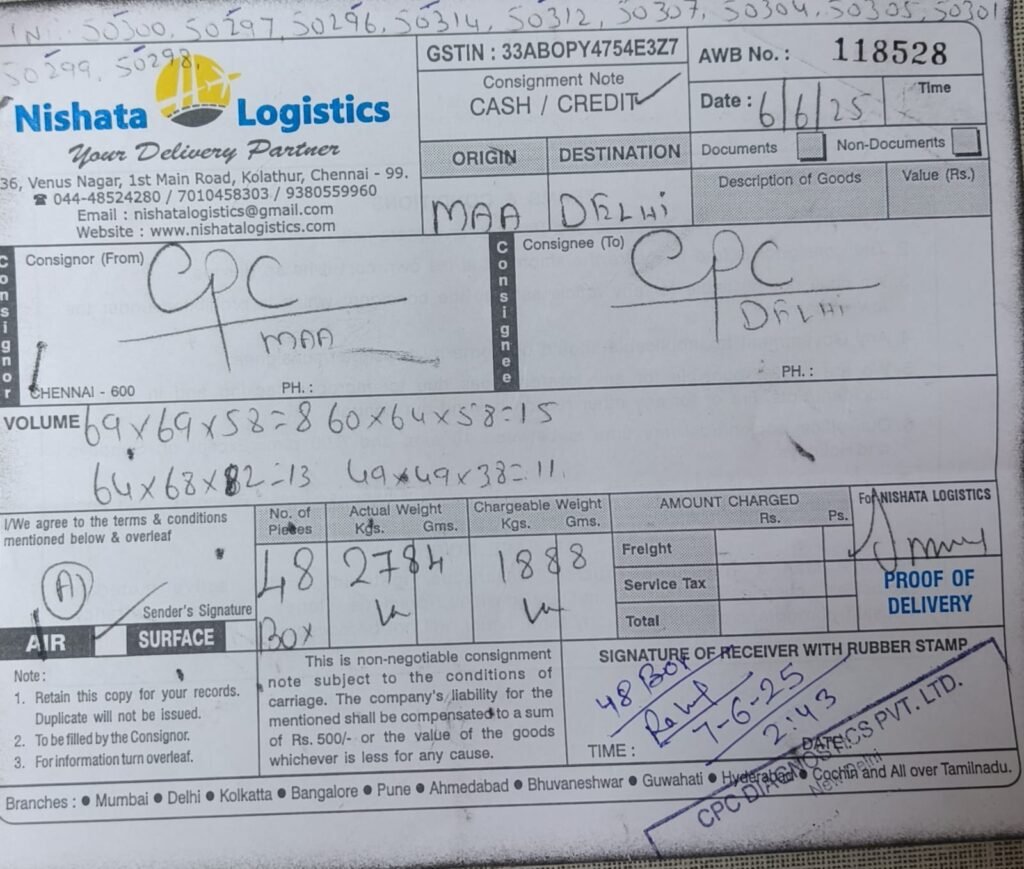 IN: 50300, 50297, 50296, 50314, 50312, 50307, 50304, 50305, 50301
50299, 50298,
Nishata Logistics
Your Delivery Partner
36, Venus Nagar, 1st Main Road, Kolathur, Chennai - 99.
☎ 044-48524280 / 7010458303 / 9380559960
Email : nishatalogistics@gmail.com
Website : www.nishatalogistics.com
GSTIN : 33ABOPY4754E3Z7
Consignment Note
CASH / CREDIT ✓
AWB No. : 118528
Date : 6/6/25
Time
ORIGIN DESTINATION
MAA DELHI
Documents Non-Documents
Description of Goods Value (Rs.)
Consignor
Consignor (From)
CPC
MAA
CHENNAI - 600 PH. :
Consignee
Consignee (To)
CPC
DELHI
PH. :
VOLUME 69x69x58=8 60x64x58=15
64x68x82=13 49x49x38=11.
I/We agree to the terms & conditions
mentioned below & overleaf
Sender's Signature
AIR SURFACE
No. of Pieces
48
Box
Actual Weight
Kgs. Gms.
2784
Chargeable Weight
Kgs. Gms.
1888
AMOUNT CHARGED
Rs. Ps.
Freight
Service Tax
Total
For NISHATA LOGISTICS
PROOF OF
DELIVERY
Note :
1. Retain this copy for your records.
Duplicate will not be issued.
2. To be filled by the Consignor.
3. For information turn overleaf.
This is non-negotiable consignment
note subject to the conditions of
carriage. The company's liability for the
mentioned shall be compensated to a sum
of Rs. 500/- or the value of the goods
whichever is less for any cause.
SIGNATURE OF RECEIVER WITH RUBBER STAMP
48 Box
7-6-25
2:43
TIME : DATE:
CPC DIAGNOSTICS PVT. LTD.
New Delhi
Branches : ● Mumbai ● Delhi ● Kolkatta ● Bangalore ● Pune ● Ahmedabad ● Bhuvaneshwar ● Guwahati ● Hyderabad ● Cochin and All over Tamilnadu.